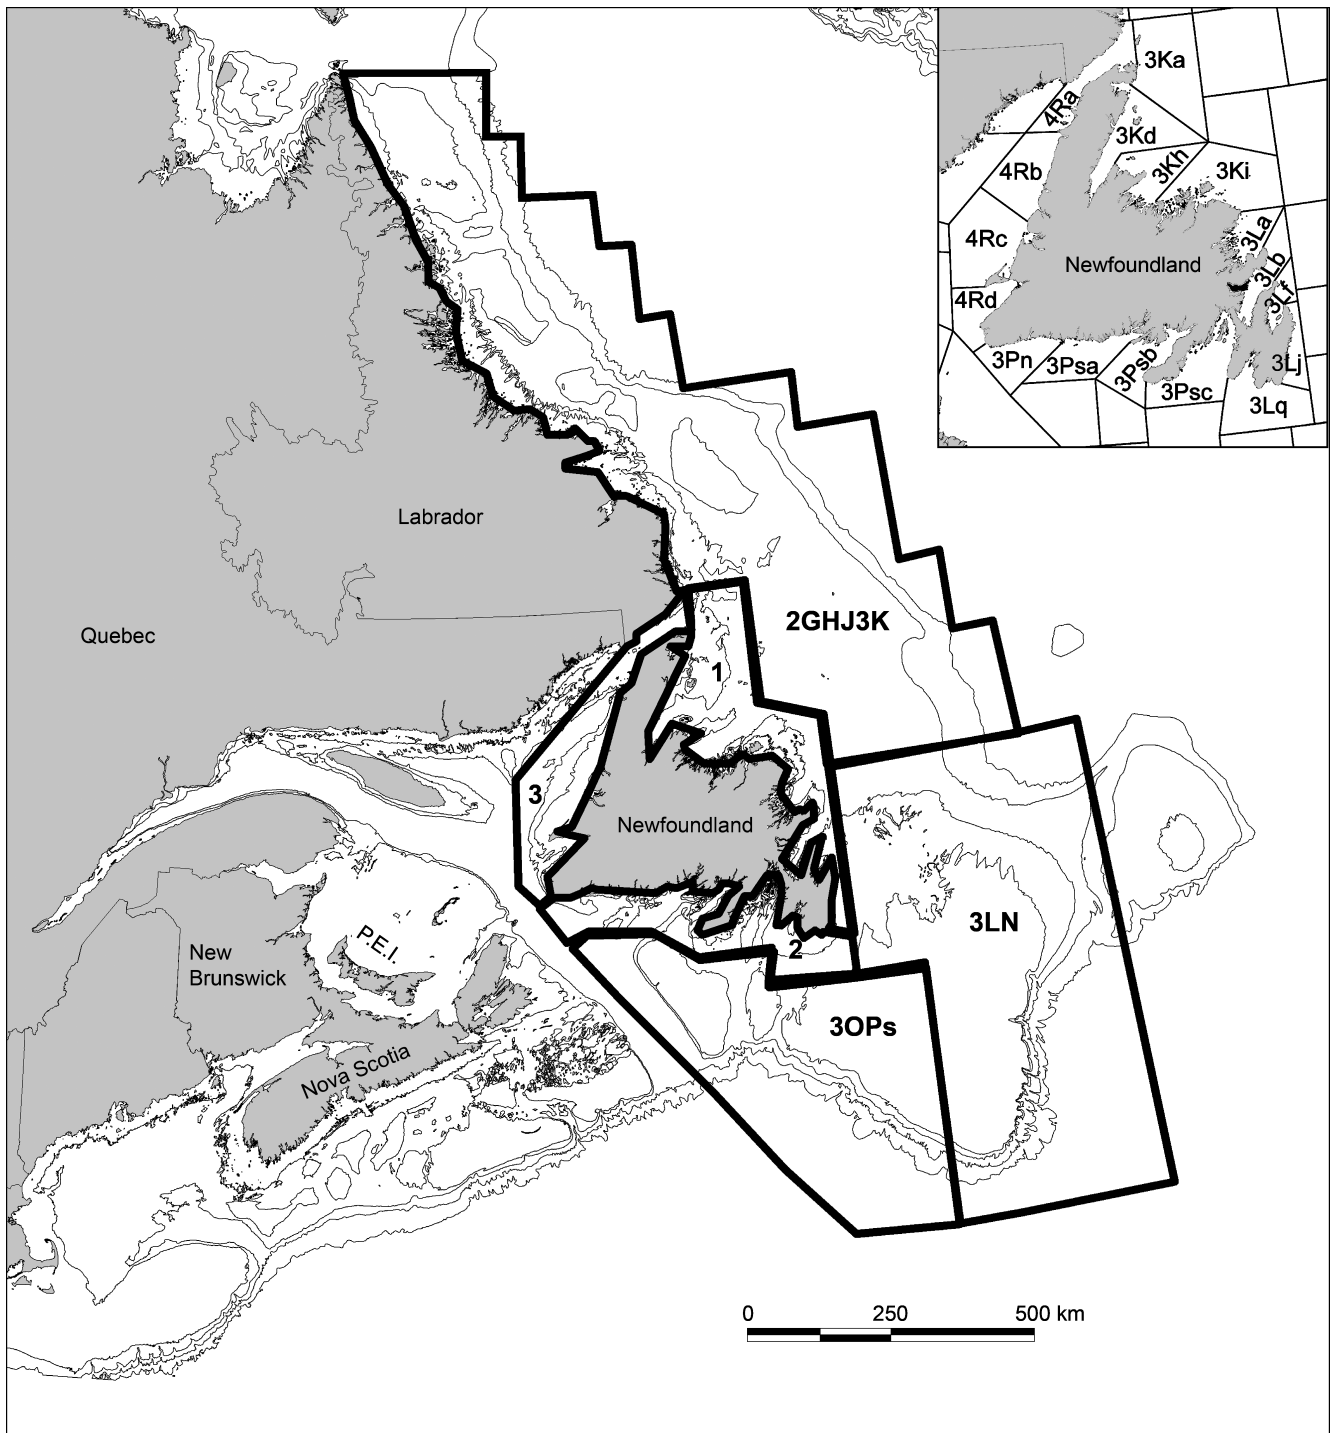 3Ka
4Ra
3Kd
3Kh
4Rb
3Ki
3La
4Rc
Newfoundland
3Lb
4Rd
3Lf
3Pn
3Psa
3Psb
3Psc
3Lj
3Lq
Labrador
Quebec
2GHJ3K
1
3
Newfoundland
3LN
P.E.I.
New
Brunswick
2
3OPs
Nova Scotia
0 250 500 km